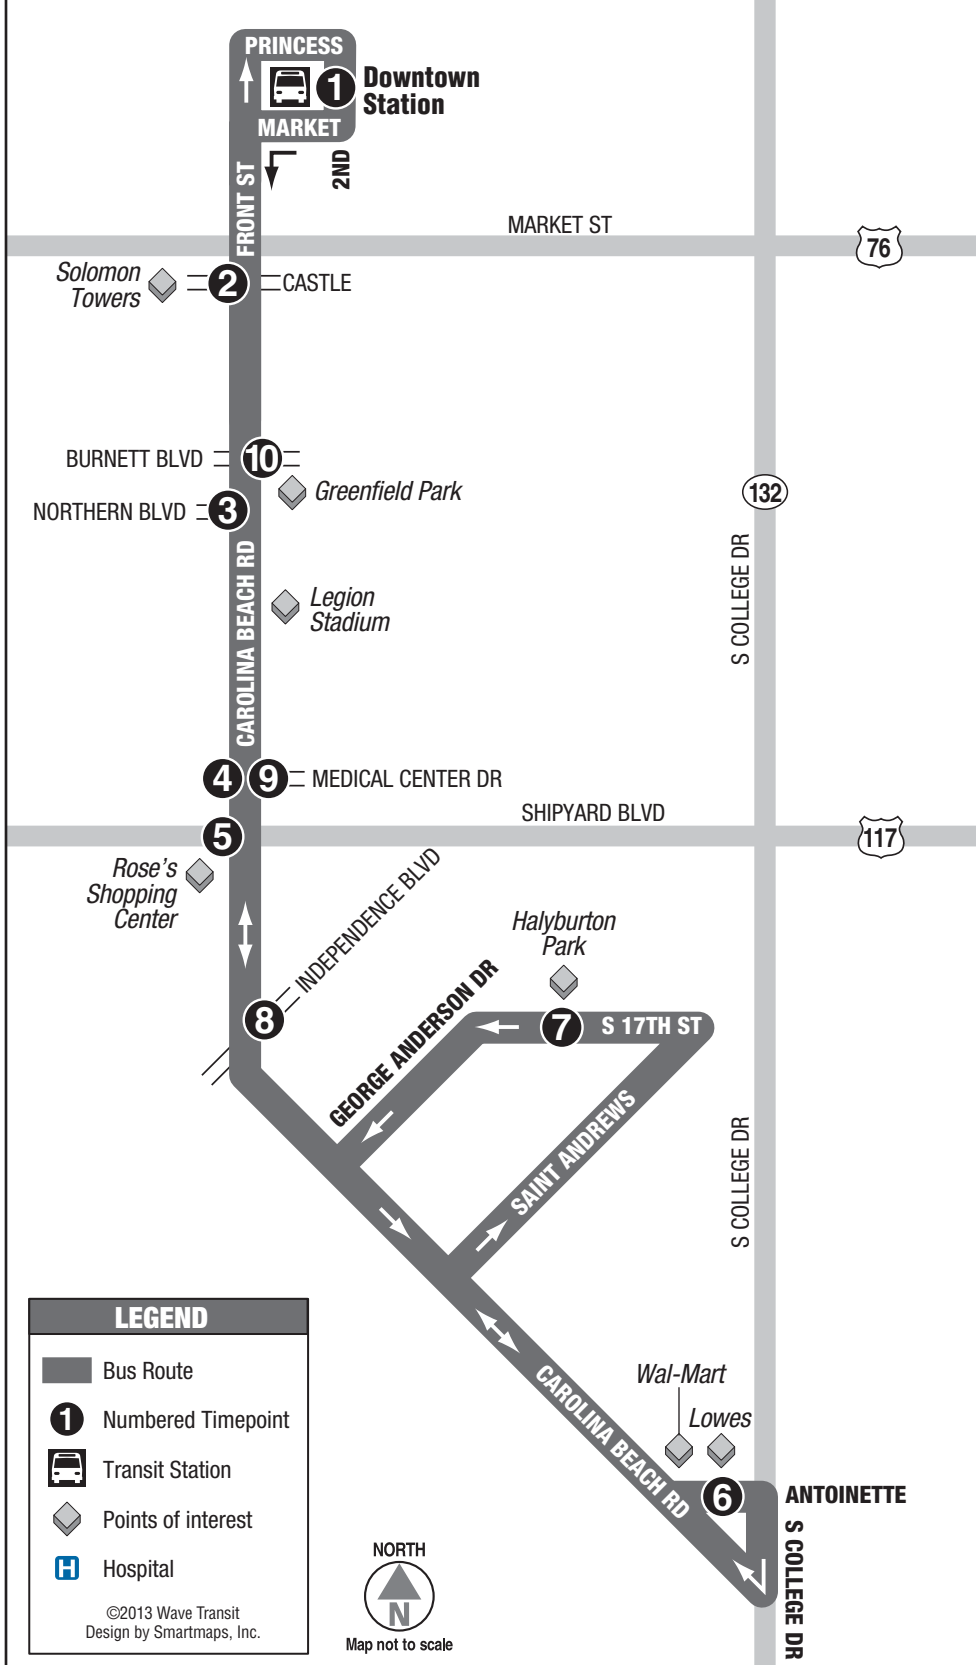 PRINCESS
1
Downtown
Station
MARKET
2ND
FRONT ST
MARKET ST
76
Solomon
Towers
2
CASTLE
BURNETT BLVD
10
Greenfield Park
NORTHERN BLVD
3
132
S COLLEGE DR
CAROLINA BEACH RD
Legion
Stadium
4
9
MEDICAL CENTER DR
SHIPYARD BLVD
5
117
Rose's
Shopping
Center
INDEPENDENCE BLVD
Halyburton
Park
8
GEORGE ANDERSON DR
7
S 17TH ST
SAINT ANDREWS
S COLLEGE DR
CAROLINA BEACH RD
Wal-Mart
Lowes
6
ANTOINETTE
S COLLEGE DR
LEGEND
Bus Route
1
Numbered Timepoint
Transit Station
Points of interest
H
Hospital
©2013 Wave Transit
Design by Smartmaps, Inc.
NORTH
N
Map not to scale